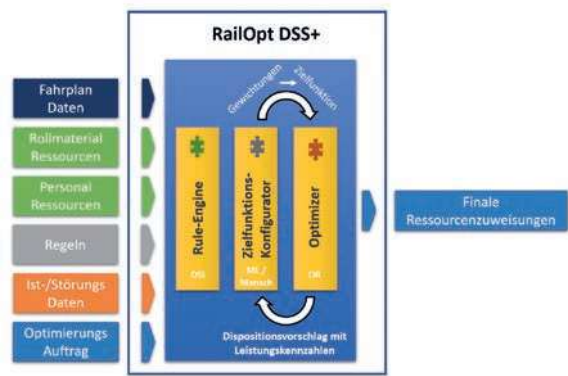 RailOpt DSS+
Fahrplan
Daten
Rollmaterial
Ressourcen
Personal
Ressourcen
Regeln
Ist-/Störungs
Daten
Optimierungs
Auftrag
Gewichtungen → Zielfunktion
Rule-Engine
DSS
Zielfunktions-
Konfigurator
ML /
Mensch
Optimizer
OR
Dispositionsvorschlag mit
Leistungskennzahlen
Finale
Ressourcenzuweisungen